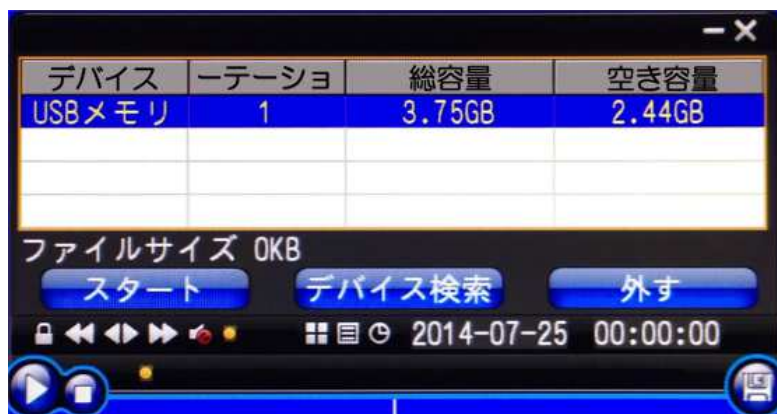 デバイス ーテーショ 総容量 空き容量
USBメモリ 1 3.75GB 2.44GB
ファイルサイズ 0KB
スタート デバイス検索 外す
2014-07-25 00:00:00